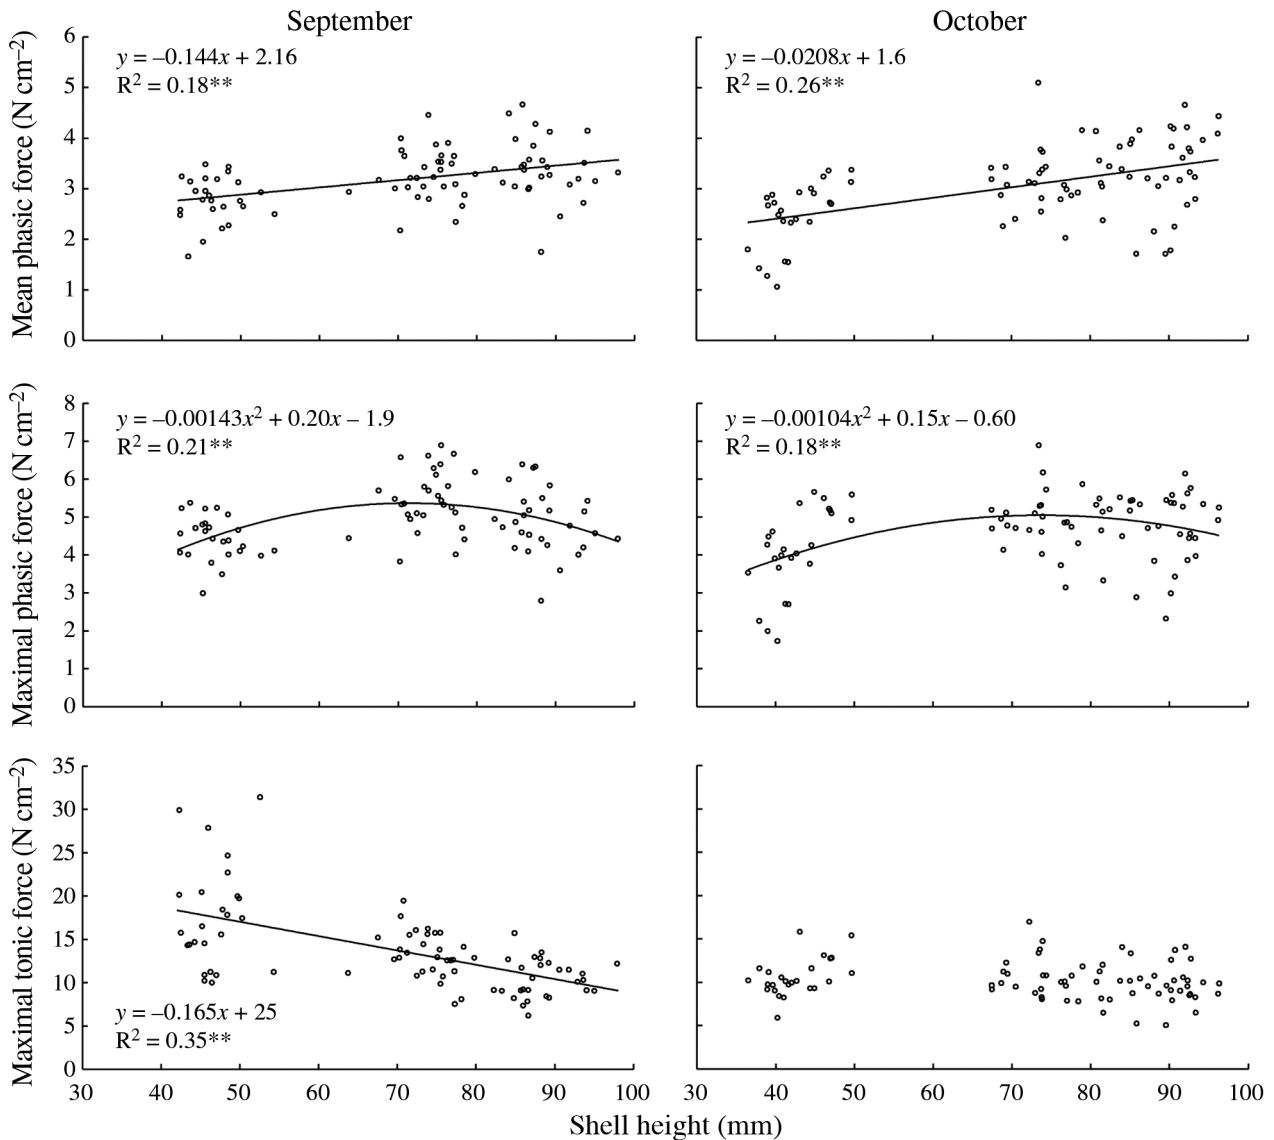 September
October
Mean phasic force (N cm–2)
6
5
4
3
2
1
0
y = –0.144x + 2.16
R2 = 0.18**
y = –0.0208x + 1.6
R2 = 0.26**
Maximal phasic force (N cm–2)
8
7
6
5
4
3
2
1
0
y = –0.00143x2 + 0.20x – 1.9
R2 = 0.21**
y = –0.00104x2 + 0.15x – 0.60
R2 = 0.18**
Maximal tonic force (N cm–2)
35
30
25
20
15
10
5
0
y = –0.165x + 25
R2 = 0.35**
30 40 50 60 70 80 90 100
30 40 50 60 70 80 90 100
Shell height (mm)